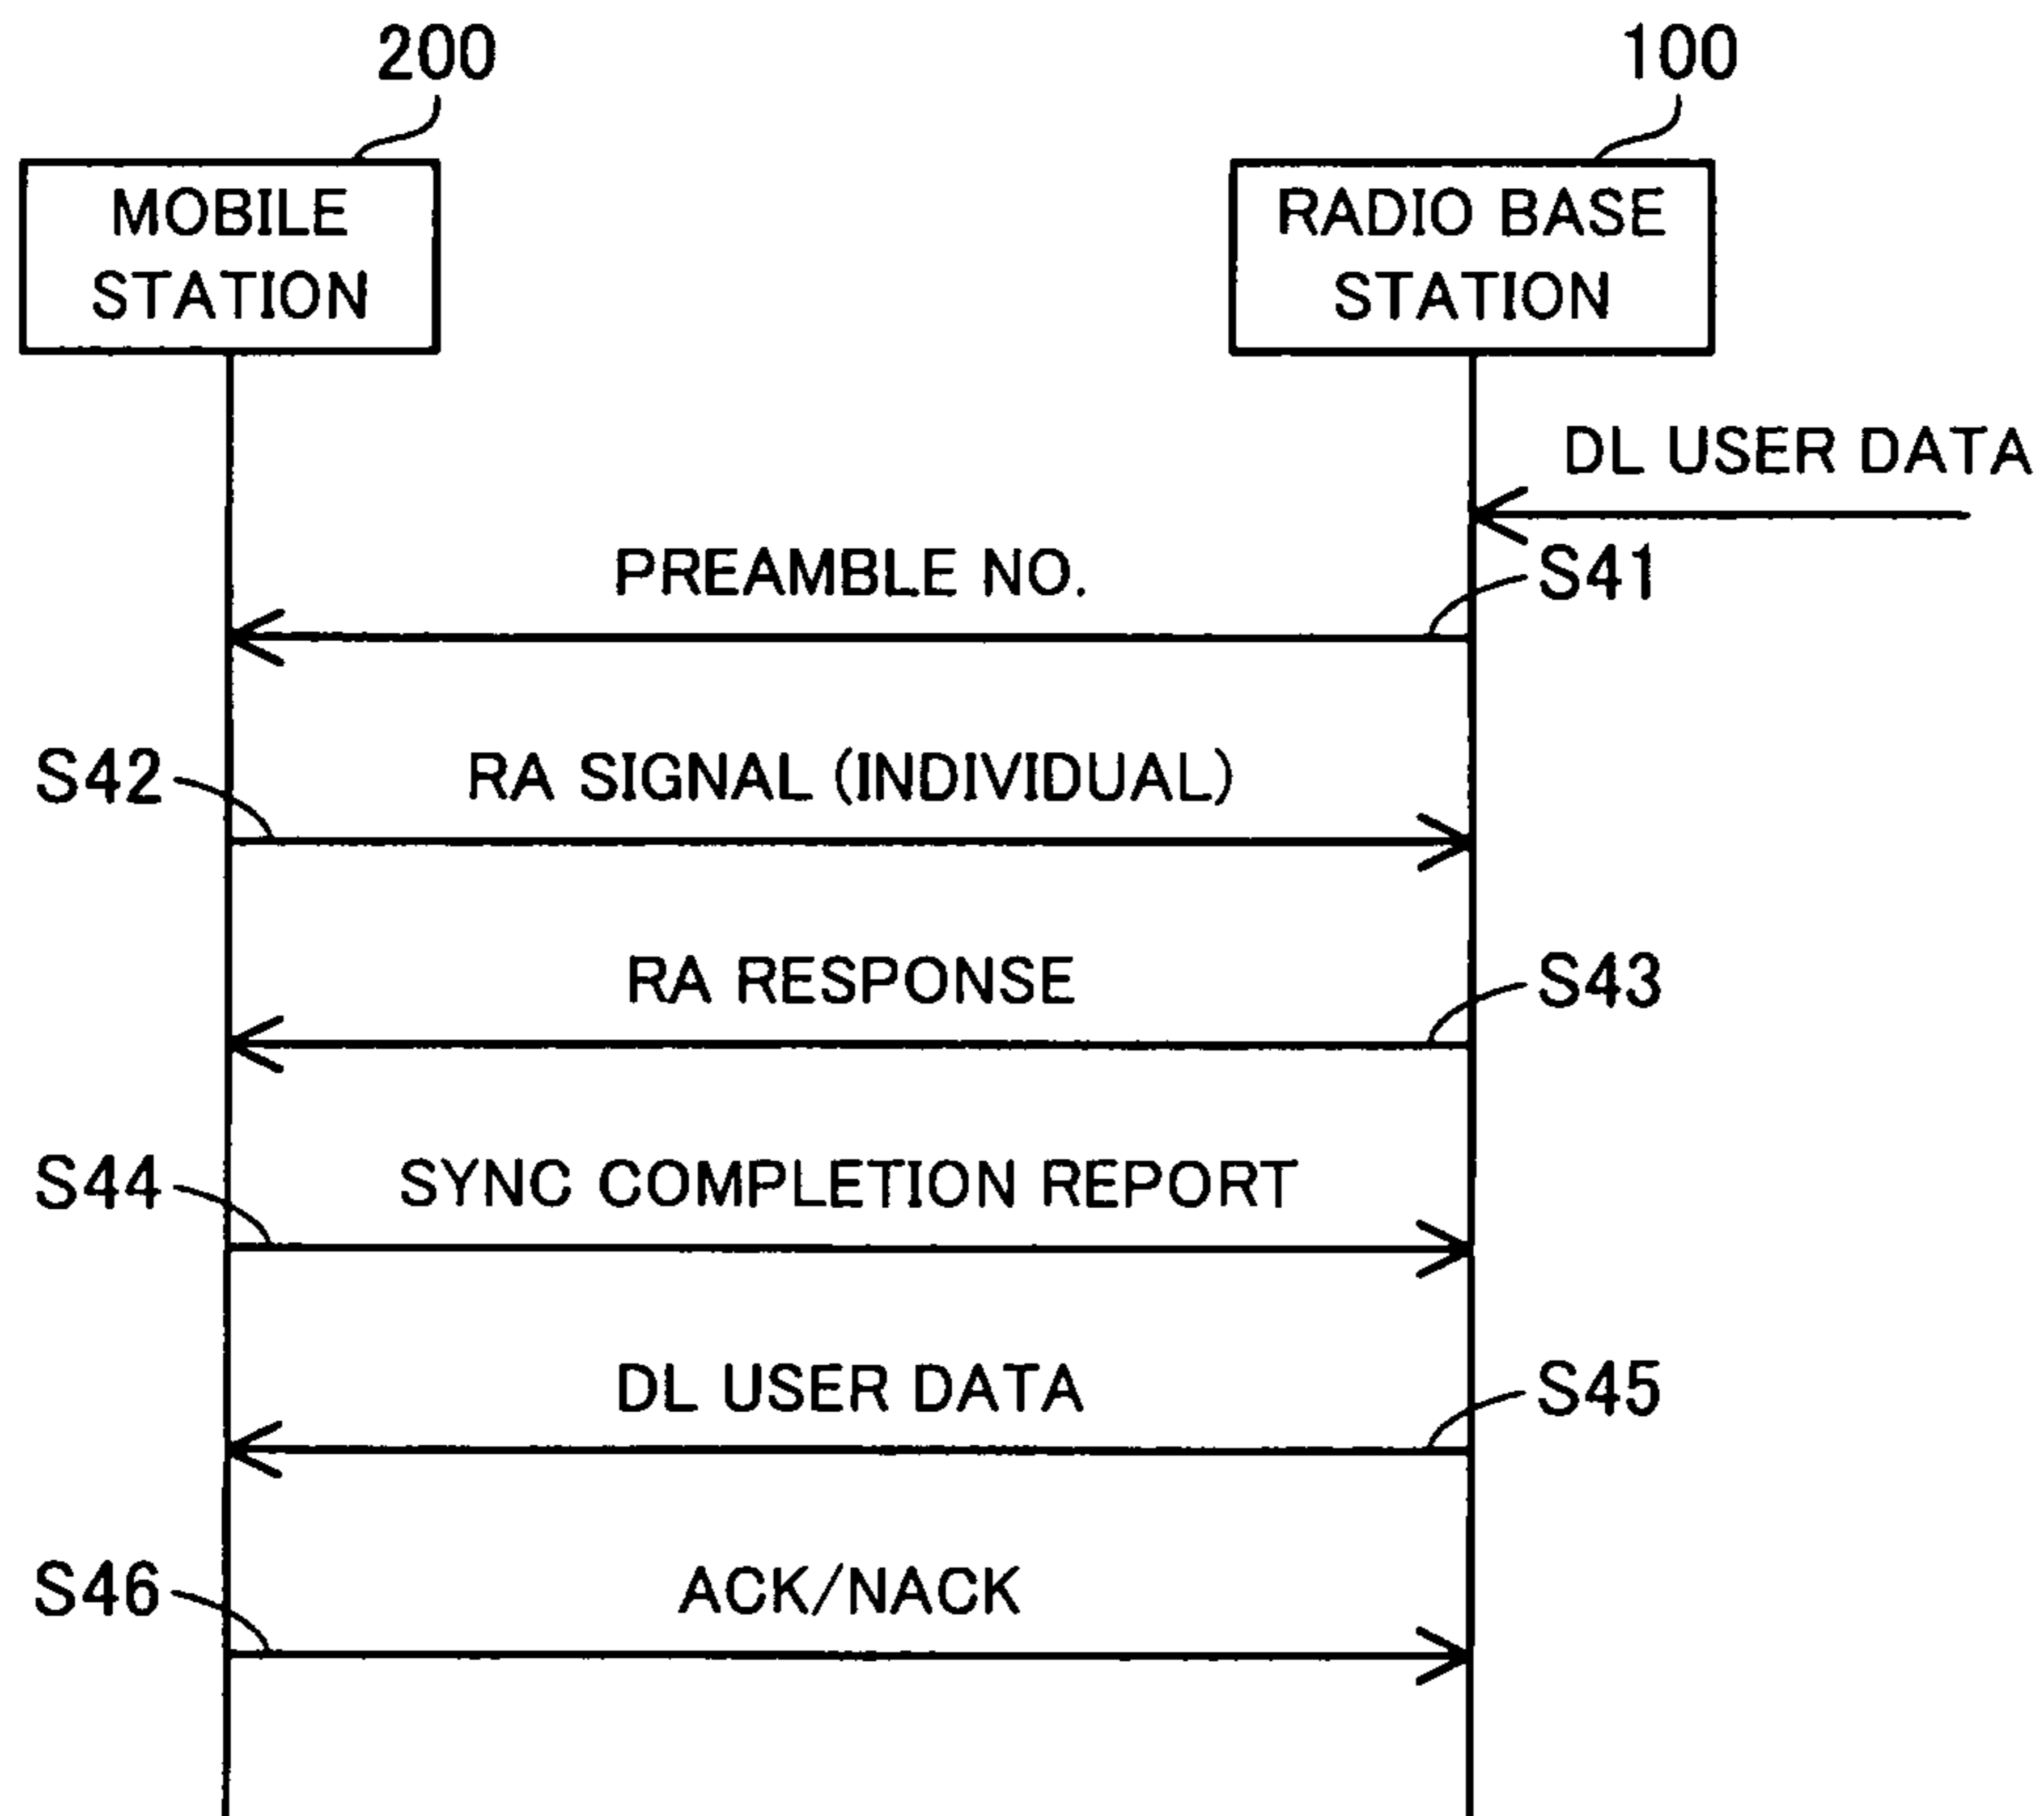 200
100
MOBILE
STATION
RADIO BASE
STATION
DL USER DATA
PREAMBLE NO.
S41
S42
RA SIGNAL (INDIVIDUAL)
RA RESPONSE
S43
S44
SYNC COMPLETION REPORT
DL USER DATA
S45
S46
ACK/NACK